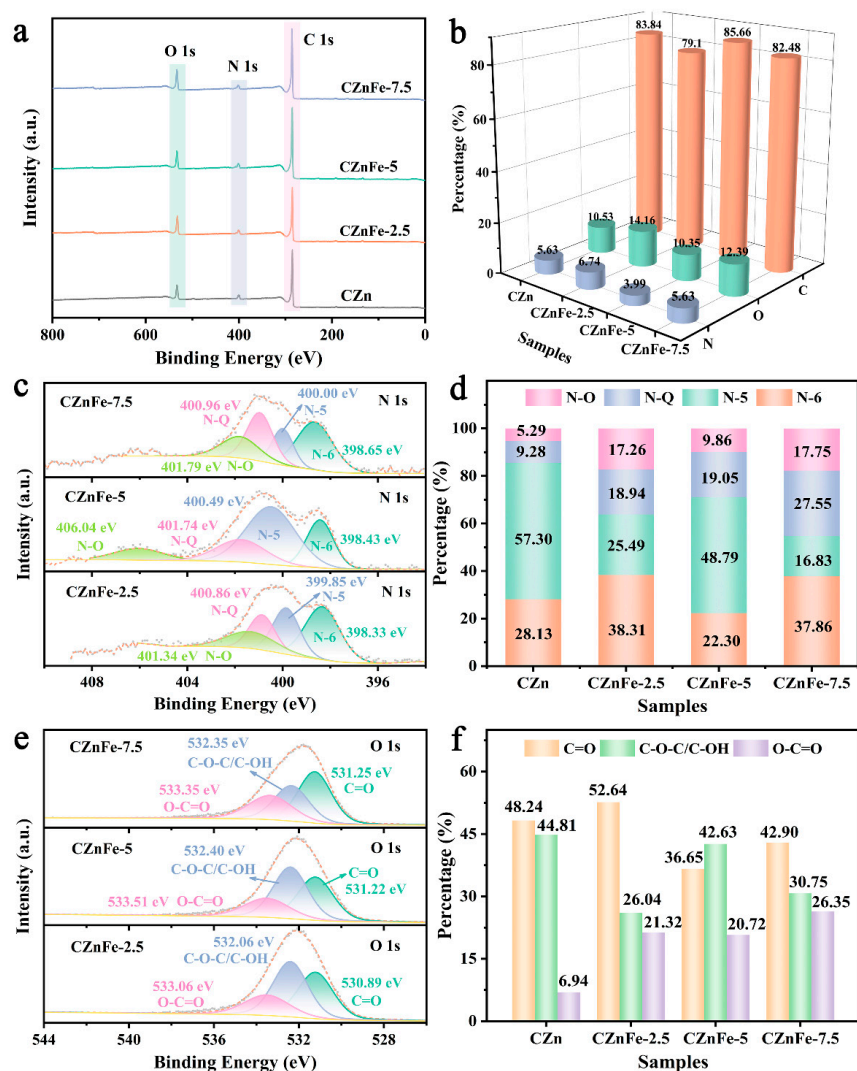 a
O 1s
N 1s
C 1s
CZnFe-7.5
CZnFe-5
CZnFe-2.5
CZn
Intensity (a.u.)
800
600
400
200
0
Binding Energy (eV)
b
Percentage (%)
80
60
40
20
0
83.84
79.1
85.66
82.48
10.53
14.16
10.35
12.39
5.63
6.74
3.99
5.63
CZn
CZnFe-2.5
CZnFe-5
CZnFe-7.5
Samples
N
O
C
c
CZnFe-7.5
N 1s
400.96 eV
N-Q
400.00 eV
N-5
N-6
398.65 eV
401.79 eV N-O
CZnFe-5
N 1s
406.04 eV
N-O
401.74 eV
N-Q
400.49 eV
N-5
N-6
398.43 eV
CZnFe-2.5
N 1s
400.86 eV
N-Q
399.85 eV
N-5
N-6
398.33 eV
401.34 eV N-O
Intensity (a.u.)
408
404
400
396
Binding Energy (eV)
d
N-O
N-Q
N-5
N-6
Percentage (%)
100
80
60
40
20
0
5.29
9.28
57.30
28.13
17.26
18.94
25.49
38.31
9.86
19.05
48.79
22.30
17.75
27.55
16.83
37.86
CZn
CZnFe-2.5
CZnFe-5
CZnFe-7.5
Samples
e
CZnFe-7.5
O 1s
532.35 eV
C-O-C/C-OH
531.25 eV
C=O
533.35 eV
O-C=O
CZnFe-5
O 1s
532.40 eV
C-O-C/C-OH
C=O
531.22 eV
533.51 eV O-C=O
CZnFe-2.5
O 1s
532.06 eV
C-O-C/C-OH
533.06 eV
O-C=O
530.89 eV
C=O
Intensity (a.u.)
544
540
536
532
528
Binding Energy (eV)
f
C=O
C-O-C/C-OH
O-C=O
Percentage (%)
60
45
30
15
0
48.24
44.81
6.94
52.64
26.04
21.32
36.65
42.63
20.72
42.90
30.75
26.35
CZn
CZnFe-2.5
CZnFe-5
CZnFe-7.5
Samples